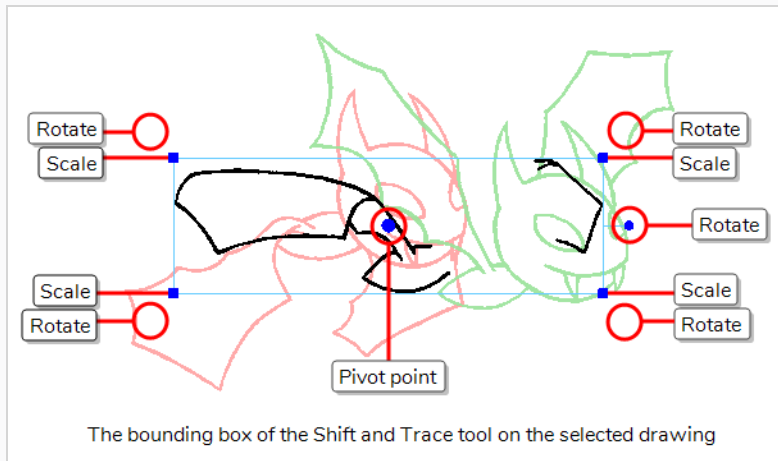 Rotate
Rotate
Scale
Scale
Rotate
Scale
Scale
Rotate
Rotate
Pivot point
The bounding box of the Shift and Trace tool on the selected drawing